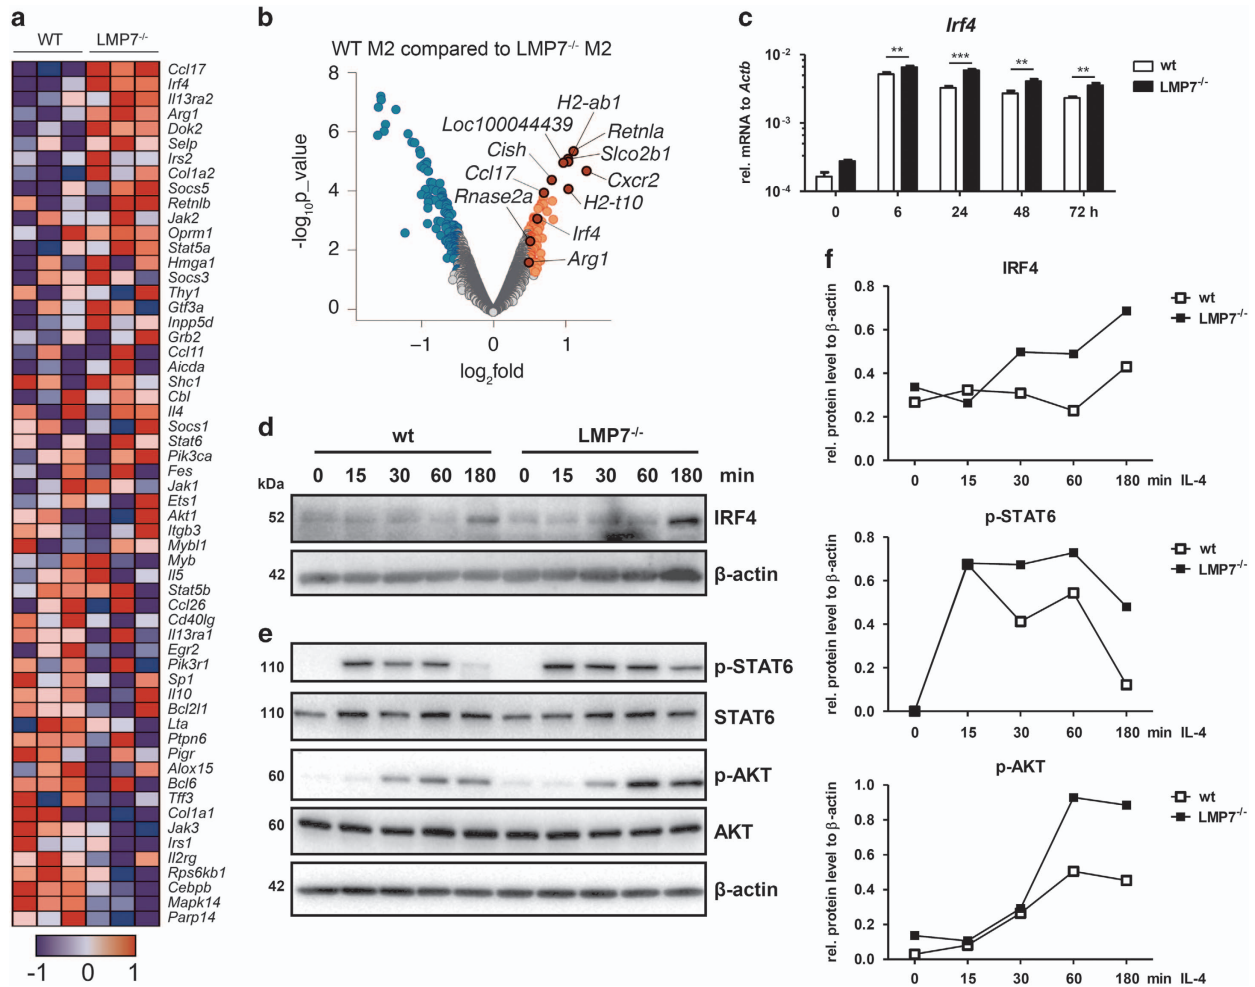 a
WT LMP7-/-
Ccl17
Irf4
Il13ra2
Arg1
Dok2
Selp
Irs2
Col1a2
Socs5
Retnlb
Jak2
Oprm1
Stat5a
Hmga1
Socs3
Thy1
Gtf3a
Inpp5d
Grb2
Ccl11
Aicda
Shc1
Cbl
Il4
Socs1
Stat6
Pik3ca
Fes
Jak1
Ets1
Akt1
Itgb3
Mybl1
Myb
Il5
Stat5b
Ccl26
Cd40lg
Il13ra1
Egr2
Pik3r1
Sp1
Il10
Bcl2l1
Lta
Ptpn6
Pigr
Alox15
Bcl6
Tff3
Col1a1
Jak3
Irs1
Il2rg
Rps6kb1
Cebpb
Mapk14
Parp14
-1 0 1
b
WT M2 compared to LMP7-/- M2
8
6
4
2
0
-log10p_value
−1 0 1
log2fold
H2-ab1
Loc100044439
Retnla
Cish
Slco2b1
Ccl17
Cxcr2
Rnase2a
H2-t10
Irf4
Arg1
c
Irf4
rel. mRNA to Actb
10-2
10-3
10-4
** *** ** **
0 6 24 48 72 h
wt
LMP7-/-
d
wt LMP7-/-
0 15 30 60 180 0 15 30 60 180 min
kDa
52 IRF4
42 β-actin
e
110 p-STAT6
110 STAT6
60 p-AKT
60 AKT
42 β-actin
f
IRF4
rel. protein level to β-actin
0.8
0.6
0.4
0.2
0.0
0 15 30 60 180 min IL-4
wt
LMP7-/-
p-STAT6
rel. protein level to β-actin
0.8
0.6
0.4
0.2
0.0
0 15 30 60 180 min IL-4
wt
LMP7-/-
p-AKT
rel. protein level to β-actin
1.0
0.8
0.6
0.4
0.2
0.0
0 15 30 60 180 min IL-4
wt
LMP7-/-